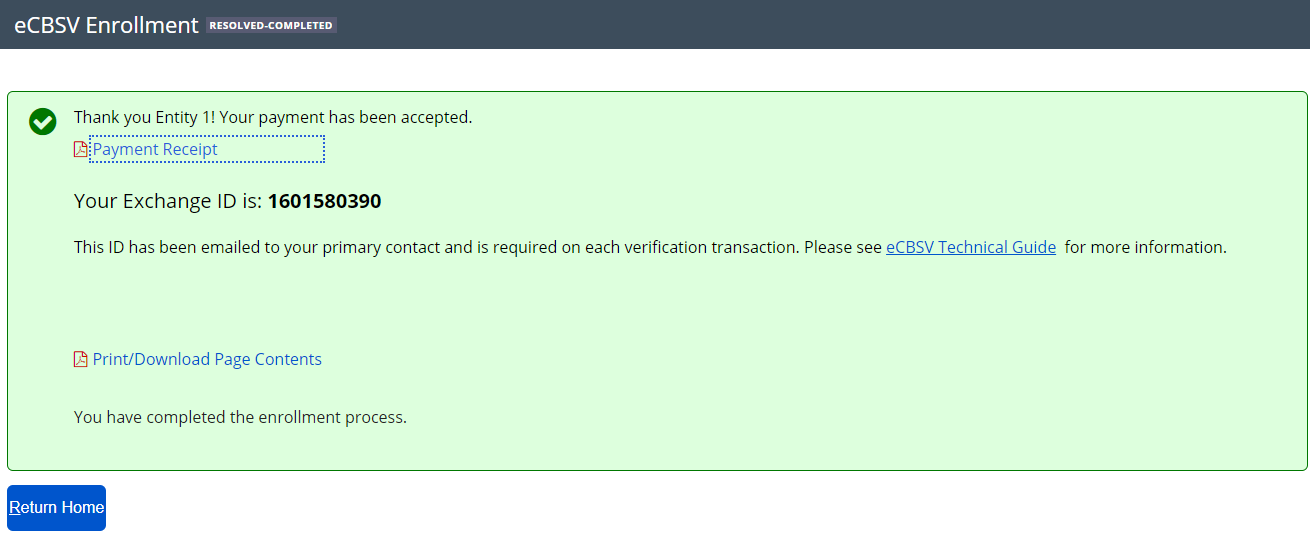 eCBSV Enrollment RESOLVED-COMPLETED
Thank you Entity 1! Your payment has been accepted.
Payment Receipt
Your Exchange ID is: 1601580390
This ID has been emailed to your primary contact and is required on each verification transaction. Please see eCBSV Technical Guide for more information.
Print/Download Page Contents
You have completed the enrollment process.
Return Home